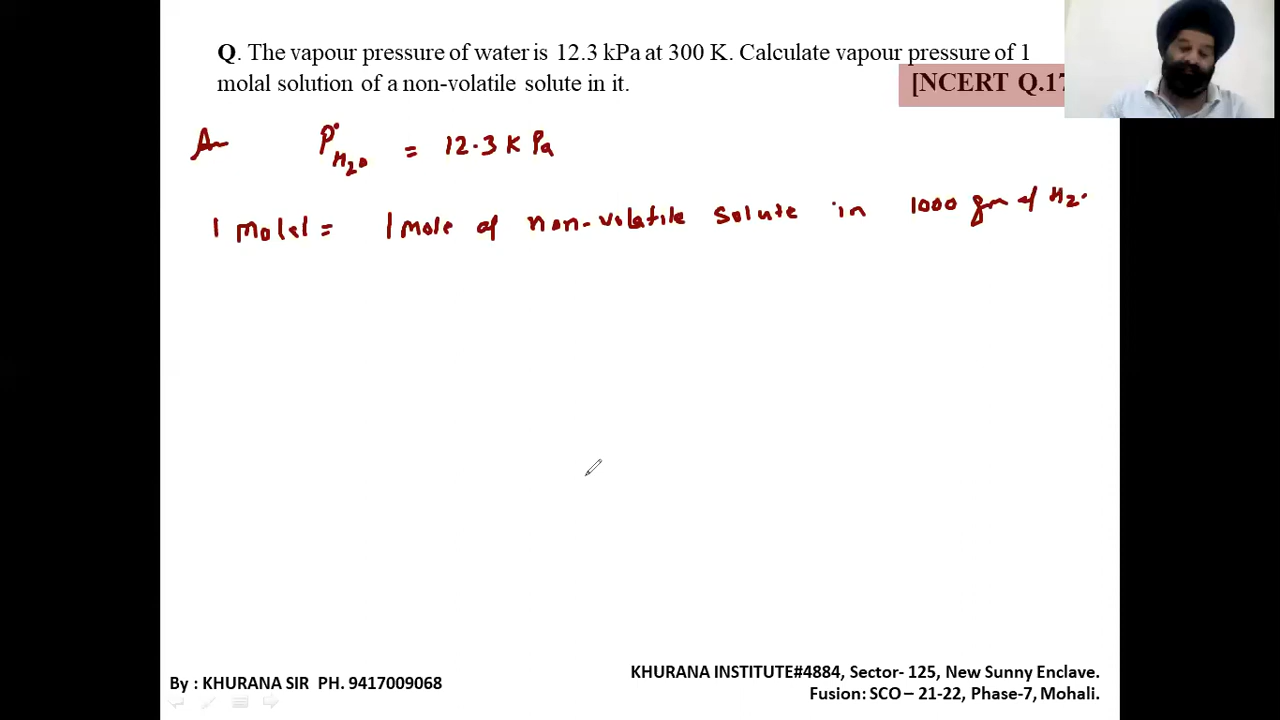 Q. The vapour pressure of water is 12.3 kPa at 300 K. Calculate vapour pressure of 1
molal solution of a non-volatile solute in it.
[NCERT Q.17
P°H₂O = 12.3 K Pa
1 molal = 1 mole of non-volatile solute in 1000 gm of H₂
By : KHURANA SIR PH. 9417009068
KHURANA INSTITUTE#4884, Sector- 125, New Sunny Enclave.
Fusion: SCO – 21-22, Phase-7, Mohali.